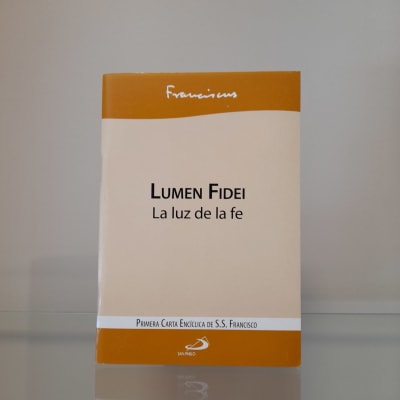 Franciscus
LUMEN FIDEI
La luz de la fe
PRIMERA CARTA ENCÍCLICA DE S.S. FRANCISCO
SAN PABLO